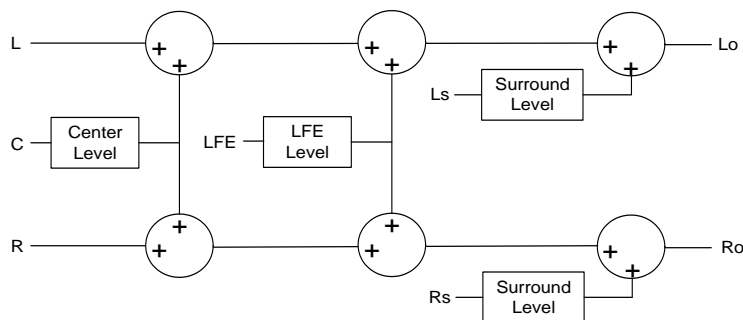 L
+
+
+
+
+
+
Lo
Ls
Surround
Level
C
Center
Level
LFE
LFE
Level
R
+
+
+
+
+
+
Ro
Rs
Surround
Level